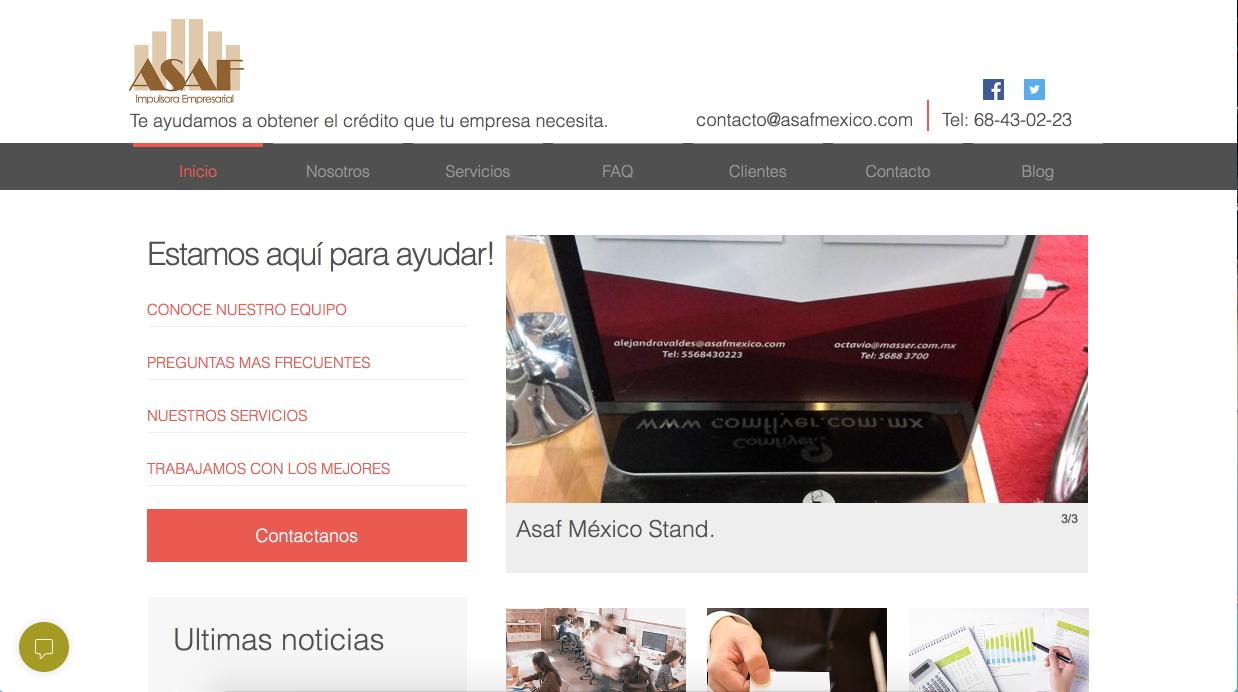 ASAF
Impulsora Empresarial
Te ayudamos a obtener el crédito que tu empresa necesita.
contacto@asafmexico.com
Tel: 68-43-02-23
Inicio
Nosotros
Servicios
FAQ
Clientes
Contacto
Blog
Estamos aquí para ayudar!
CONOCE NUESTRO EQUIPO
PREGUNTAS MAS FRECUENTES
NUESTROS SERVICIOS
TRABAJAMOS CON LOS MEJORES
Contactanos
alejandravaldes@asafmexico.com
Tel: 5568430223
octavio@masser.com.mx
Tel: 5688 3700
www.comflyer.com.mx
Comflyer
Asaf México Stand.
3/3
Ultimas noticias